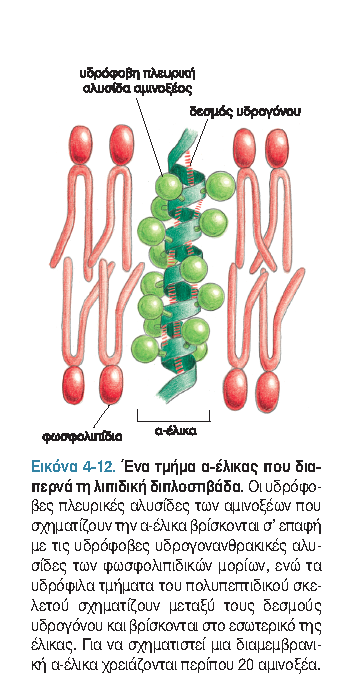 υδρόφοβη πλευρική
αλυσίδα αμινοξέος
δεσμός υδρογόνου
φωσφολιπίδιο
α-έλικα
Εικόνα 4-12. Ένα τμήμα α-έλικας που δια-
περνά τη λιπιδική διπλοστιβάδα. Οι υδρόφο-
βες πλευρικές αλυσίδες των αμινοξέων που
σχηματίζουν την α-έλικα βρίσκονται σ' επαφή
με τις υδρόφοβες υδρογονανθρακικές αλυ-
σίδες των φωσφολιπιδικών μορίων, ενώ τα
υδρόφιλα τμήματα του πολυπεπτιδικού σκε-
λετού σχηματίζουν μεταξύ τους δεσμούς
υδρογόνου και βρίσκονται στο εσωτερικό της
έλικας. Για να σχηματιστεί μια διαμεμβρανι-
κή α-έλικα χρειάζονται περίπου 20 αμινοξέα.